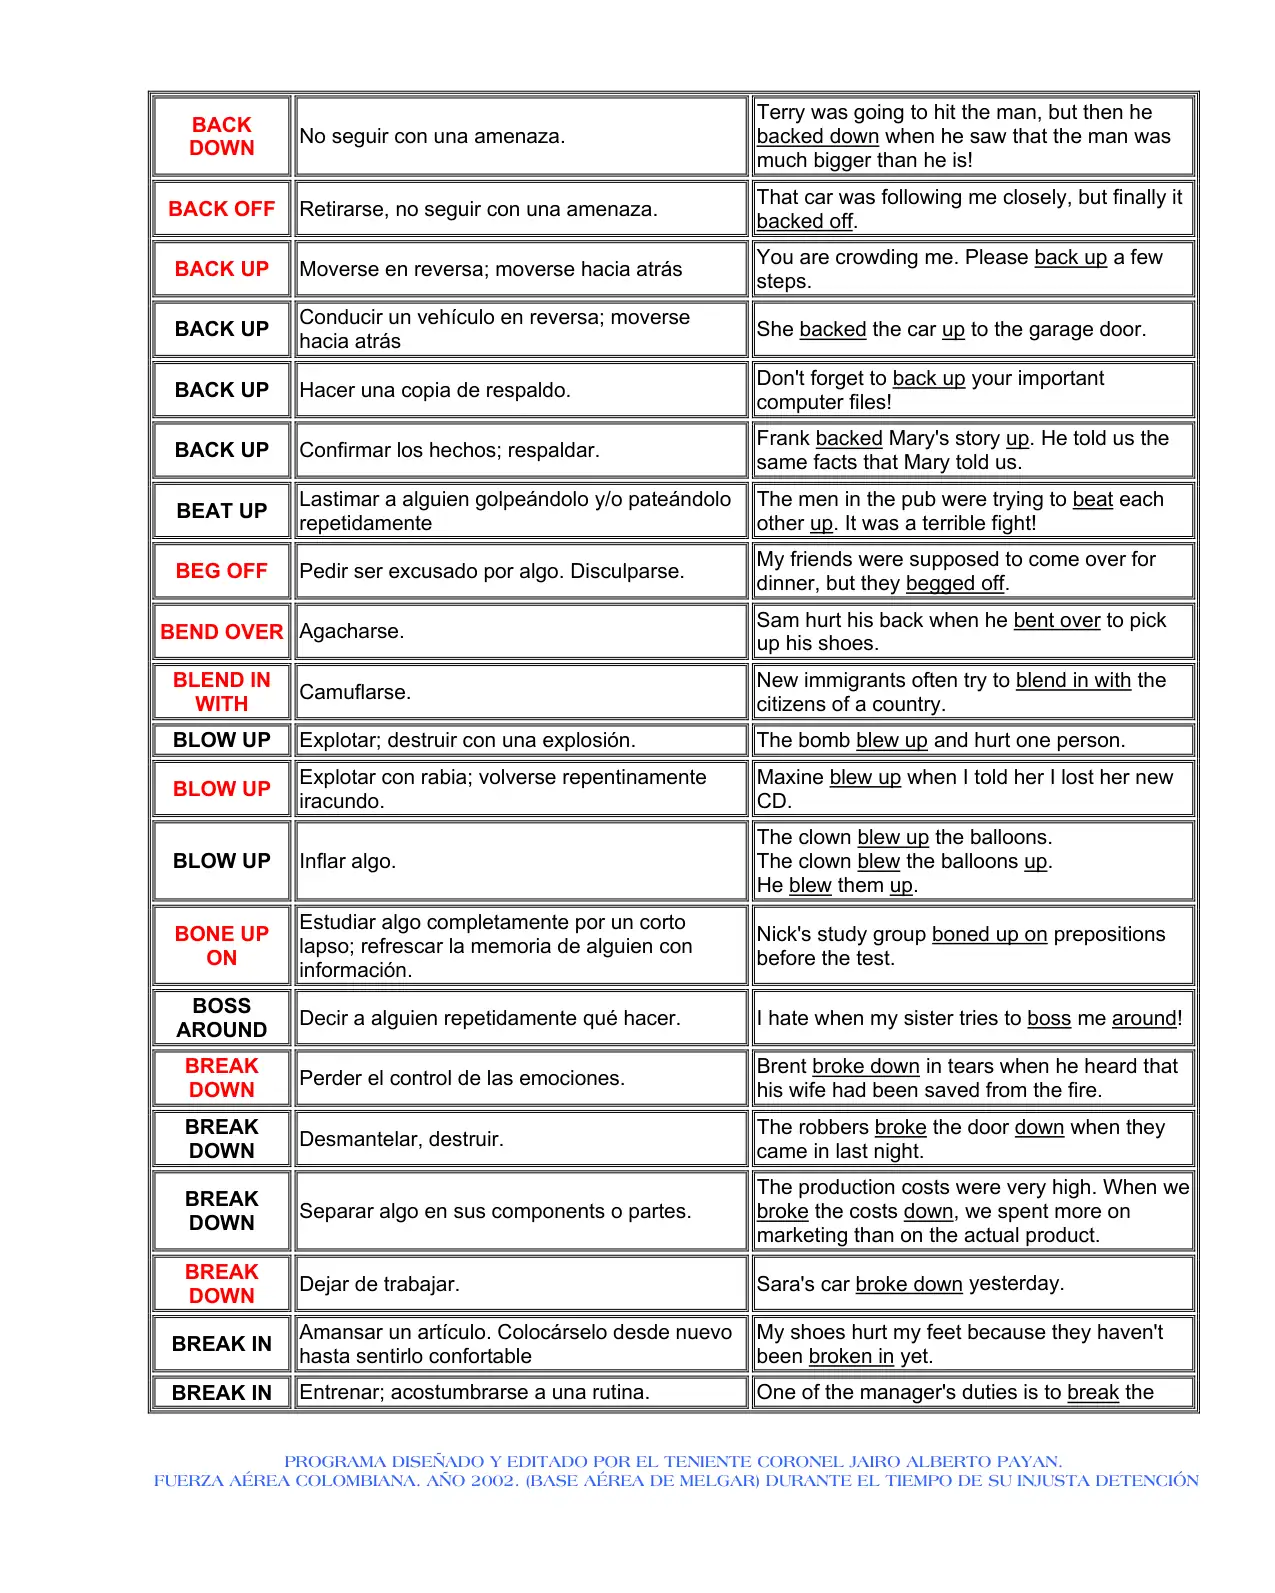 BACK
DOWN
No seguir con una amenaza.
Terry was going to hit the man, but then he
backed down when he saw that the man was
much bigger than he is!
BACK OFF
Retirarse, no seguir con una amenaza.
That car was following me closely, but finally it
backed off.
BACK UP
Moverse en reversa; moverse hacia atrás
You are crowding me. Please back up a few
steps.
BACK UP
Conducir un vehículo en reversa; moverse
hacia atrás
She backed the car up to the garage door.
BACK UP
Hacer una copia de respaldo.
Don't forget to back up your important
computer files!
BACK UP
Confirmar los hechos; respaldar.
Frank backed Mary's story up. He told us the
same facts that Mary told us.
BEAT UP
Lastimar a alguien golpeándolo y/o pateándolo
repetidamente
The men in the pub were trying to beat each
other up. It was a terrible fight!
BEG OFF
Pedir ser excusado por algo. Disculparse.
My friends were supposed to come over for
dinner, but they begged off.
BEND OVER
Agacharse.
Sam hurt his back when he bent over to pick
up his shoes.
BLEND IN
WITH
Camuflarse.
New immigrants often try to blend in with the
citizens of a country.
BLOW UP
Explotar; destruir con una explosión.
The bomb blew up and hurt one person.
BLOW UP
Explotar con rabia; volverse repentinamente
iracundo.
Maxine blew up when I told her I lost her new
CD.
BLOW UP
Inflar algo.
The clown blew up the balloons.
The clown blew the balloons up.
He blew them up.
BONE UP
ON
Estudiar algo completamente por un corto
lapso; refrescar la memoria de alguien con
información.
Nick's study group boned up on prepositions
before the test.
BOSS
AROUND
Decir a alguien repetidamente qué hacer.
I hate when my sister tries to boss me around!
BREAK
DOWN
Perder el control de las emociones.
Brent broke down in tears when he heard that
his wife had been saved from the fire.
BREAK
DOWN
Desmantelar, destruir.
The robbers broke the door down when they
came in last night.
BREAK
DOWN
Separar algo en sus components o partes.
The production costs were very high. When we
broke the costs down, we spent more on
marketing than on the actual product.
BREAK
DOWN
Dejar de trabajar.
Sara's car broke down yesterday.
BREAK IN
Amansar un artículo. Colocárselo desde nuevo
hasta sentirlo confortable
My shoes hurt my feet because they haven't
been broken in yet.
BREAK IN
Entrenar; acostumbrarse a una rutina.
One of the manager's duties is to break the
PROGRAMA DISEÑADO Y EDITADO POR EL TENIENTE CORONEL JAIRO ALBERTO PAYAN.
FUERZA AÉREA COLOMBIANA. AÑO 2002. (BASE AÉREA DE MELGAR) DURANTE EL TIEMPO DE SU INJUSTA DETENCIÓN